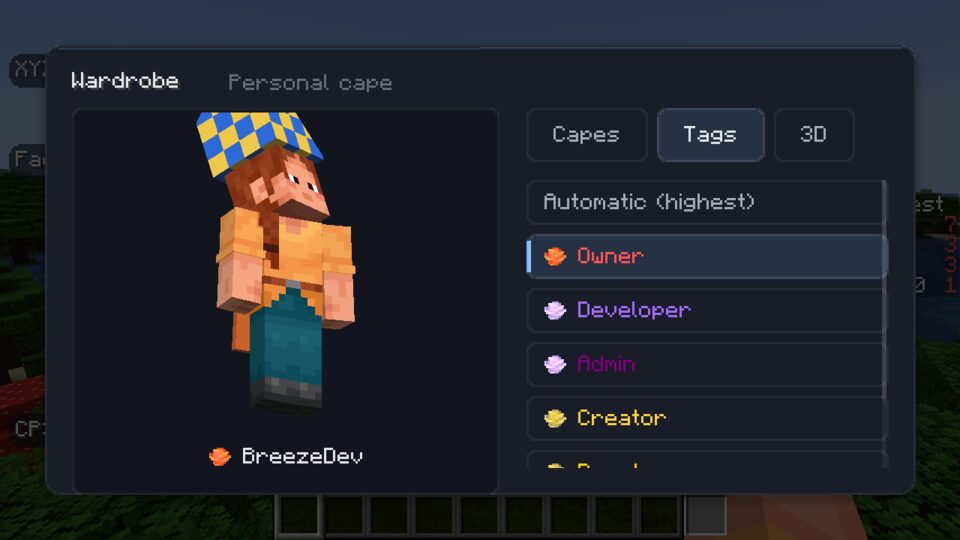 Wardrobe
Personal cape
Capes
Tags
3D
Automatic (highest)
Owner
Developer
Admin
Creator
BreezeDev